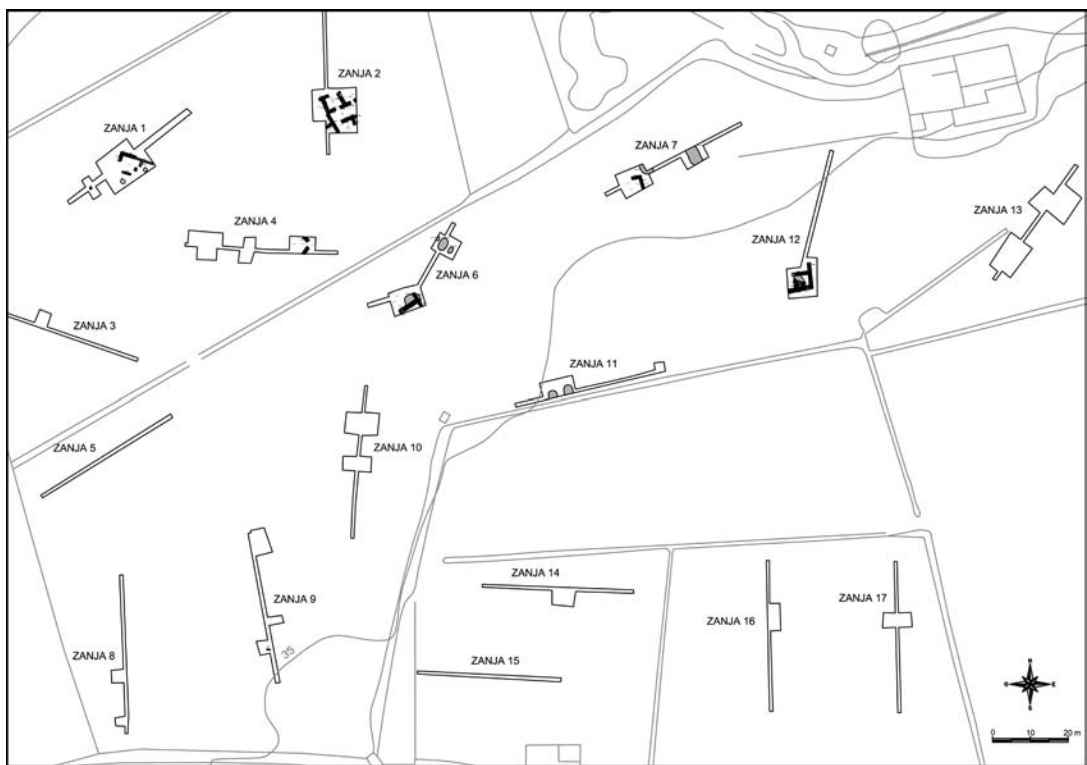 ZANJA 2
ZANJA 1
ZANJA 7
ZANJA 4
ZANJA 13
ZANJA 12
ZANJA 6
ZANJA 3
ZANJA 11
ZANJA 5
ZANJA 10
ZANJA 14
ZANJA 9
ZANJA 17
ZANJA 16
35
ZANJA 8
ZANJA 15
N
O E
S
0 10 20 m